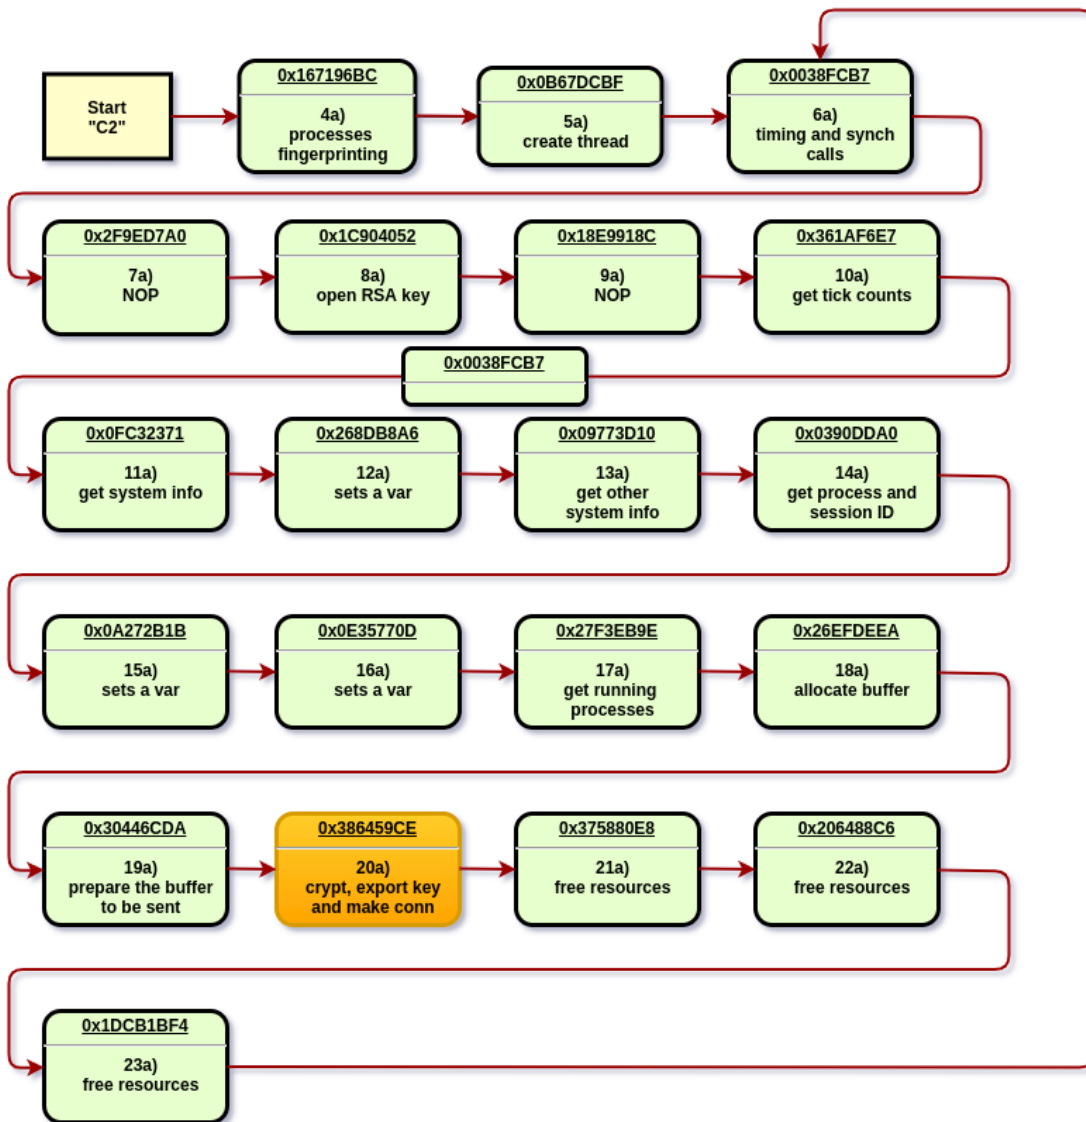 Start
"C2"
0x167196BC
4a)
processes
fingerprinting
0x0B67DCBF
5a)
create thread
0x0038FCB7
6a)
timing and synch
calls
0x2F9ED7A0
7a)
NOP
0x1C904052
8a)
open RSA key
0x18E9918C
9a)
NOP
0x361AF6E7
10a)
get tick counts
0x0038FCB7
0x0FC32371
11a)
get system info
0x268DB8A6
12a)
sets a var
0x09773D10
13a)
get other
system info
0x0390DDA0
14a)
get process and
session ID
0x0A272B1B
15a)
sets a var
0x0E35770D
16a)
sets a var
0x27F3EB9E
17a)
get running
processes
0x26EFDEEA
18a)
allocate buffer
0x30446CDA
19a)
prepare the buffer
to be sent
0x386459CE
20a)
crypt, export key
and make conn
0x375880E8
21a)
free resources
0x206488C6
22a)
free resources
0x1DCB1BF4
23a)
free resources